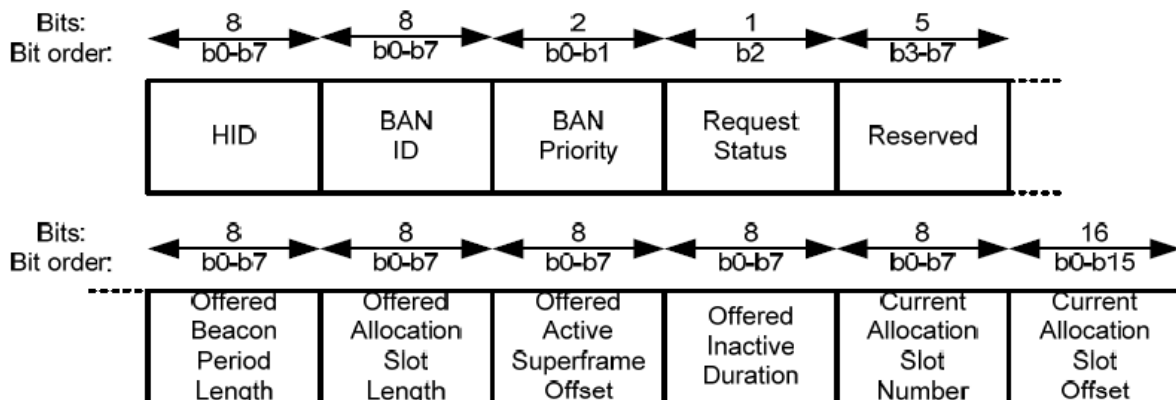 Bits: 8 8 2 1 5
Bit order: b0-b7 b0-b7 b0-b1 b2 b3-b7
HID
BAN
ID
BAN
Priority
Request
Status
Reserved
Bits: 8 8 8 8 8 16
Bit order: b0-b7 b0-b7 b0-b7 b0-b7 b0-b7 b0-b15
Offered
Beacon
Period
Length
Offered
Allocation
Slot
Length
Offered
Active
Superframe
Offset
Offered
Inactive
Duration
Current
Allocation
Slot
Number
Current
Allocation
Slot
Offset